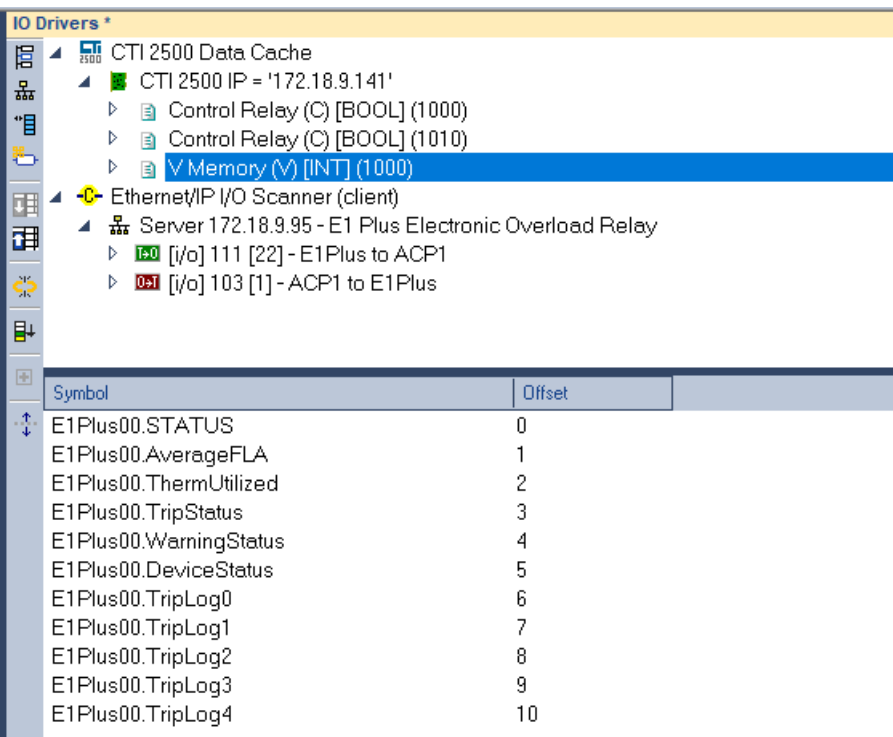 IO Drivers *
CTI 2500 Data Cache
CTI 2500 IP = '172.18.9.141'
Control Relay (C) [BOOL] (1000)
Control Relay (C) [BOOL] (1010)
V Memory (V) [INT] (1000)
Ethernet/IP I/O Scanner (client)
Server 172.18.9.95 - E1 Plus Electronic Overload Relay
T>O [i/o] 111 [22] - E1Plus to ACP1
O>T [i/o] 103 [1] - ACP1 to E1Plus
Symbol Offset
E1Plus00.STATUS 0
E1Plus00.AverageFLA 1
E1Plus00.ThermUtilized 2
E1Plus00.TripStatus 3
E1Plus00.WarningStatus 4
E1Plus00.DeviceStatus 5
E1Plus00.TripLog0 6
E1Plus00.TripLog1 7
E1Plus00.TripLog2 8
E1Plus00.TripLog3 9
E1Plus00.TripLog4 10